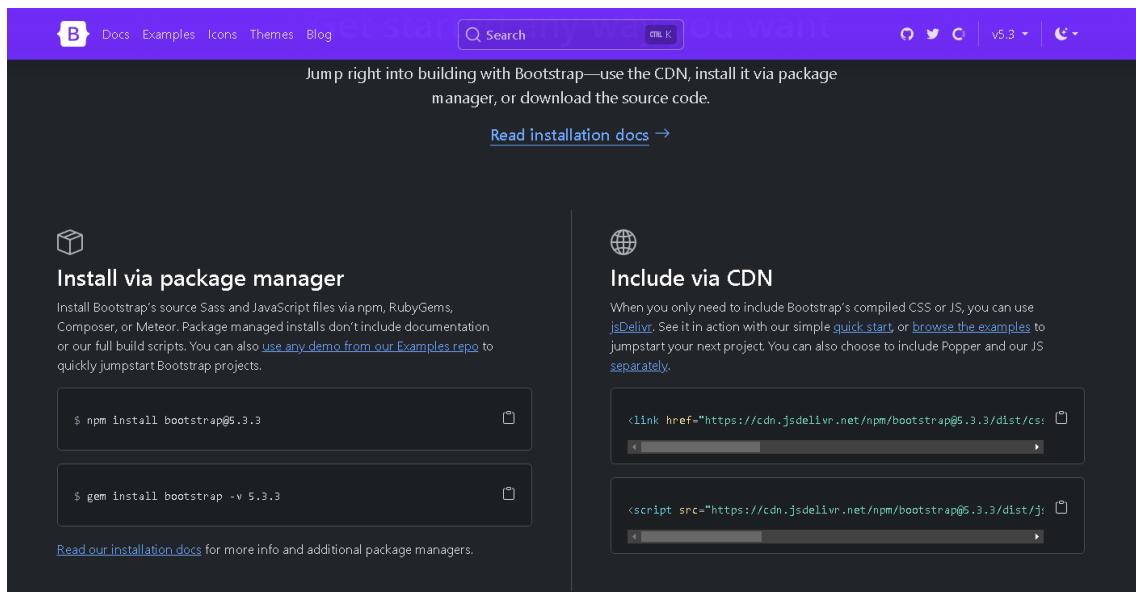 B Docs Examples Icons Themes Blog Search CTRL K v5.3
Get started any way you want
Jump right into building with Bootstrap—use the CDN, install it via package
manager, or download the source code.
Read installation docs →
Install via package manager
Install Bootstrap's source Sass and JavaScript files via npm, RubyGems,
Composer, or Meteor. Package managed installs don't include documentation
or our full build scripts. You can also use any demo from our Examples repo to
quickly jumpstart Bootstrap projects.
$ npm install bootstrap@5.3.3
$ gem install bootstrap -v 5.3.3
Read our installation docs for more info and additional package managers.
Include via CDN
When you only need to include Bootstrap's compiled CSS or JS, you can use
jsDelivr. See it in action with our simple quick start, or browse the examples to
jumpstart your next project. You can also choose to include Popper and our JS
separately.
<link href="https://cdn.jsdelivr.net/npm/bootstrap@5.3.3/dist/css
<script src="https://cdn.jsdelivr.net/npm/bootstrap@5.3.3/dist/js